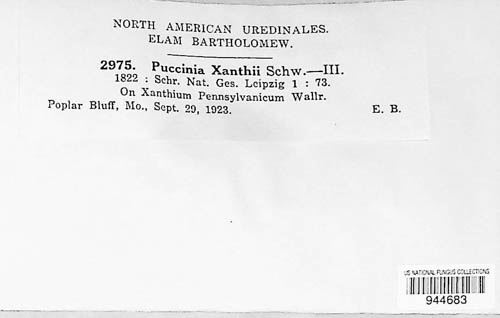 NORTH AMERICAN UREDINALES.
ELAM BARTHOLOMEW.
2975. Puccinia Xanthii Schw.—III.
1822 : Schr. Nat. Ges. Leipzig 1 : 73.
On Xanthium Pennsylvanicum Wallr.
Poplar Bluff, Mo., Sept. 29, 1923. E. B.
US NATIONAL FUNGUS COLLECTIONS
944683